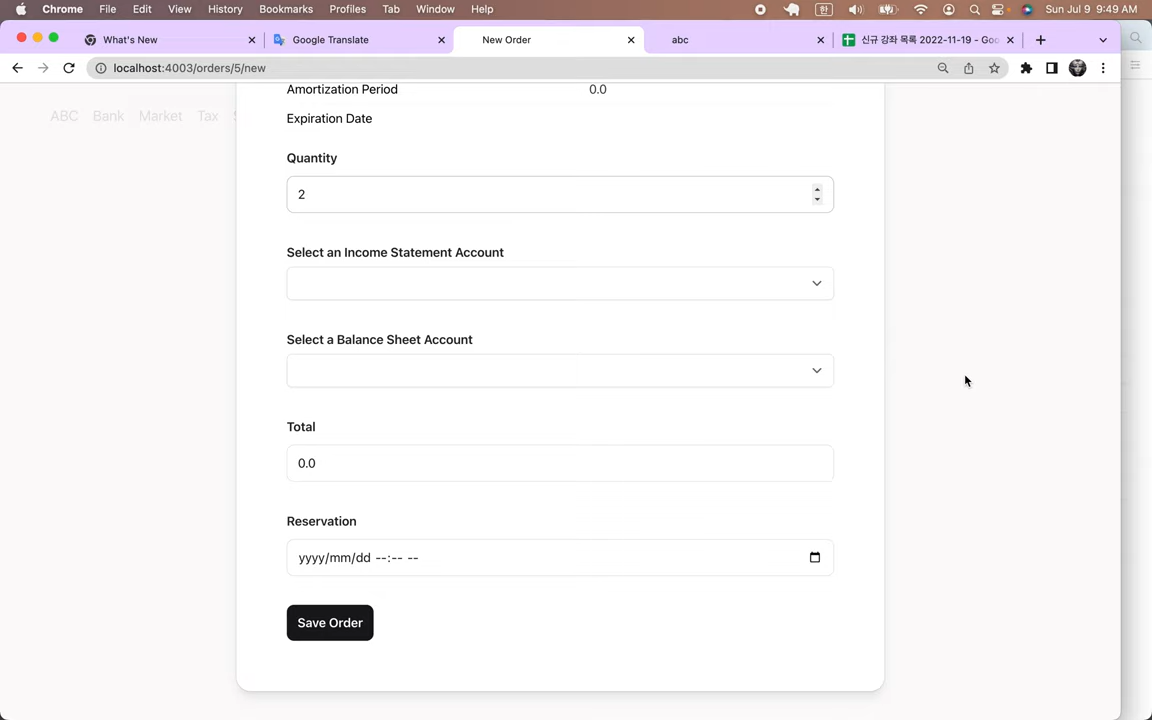 Chrome File Edit View History Bookmarks Profiles Tab Window Help 한 Sun Jul 9 9:49 AM
What's New Google Translate New Order abc 신규 강좌 목록 2022-11-19 - Goo
localhost:4003/orders/5/new
Amortization Period 0.0
ABC Bank Market Tax
Expiration Date
Quantity
2
Select an Income Statement Account
Select a Balance Sheet Account
Total
0.0
Reservation
yyyy/mm/dd --:-- --
Save Order